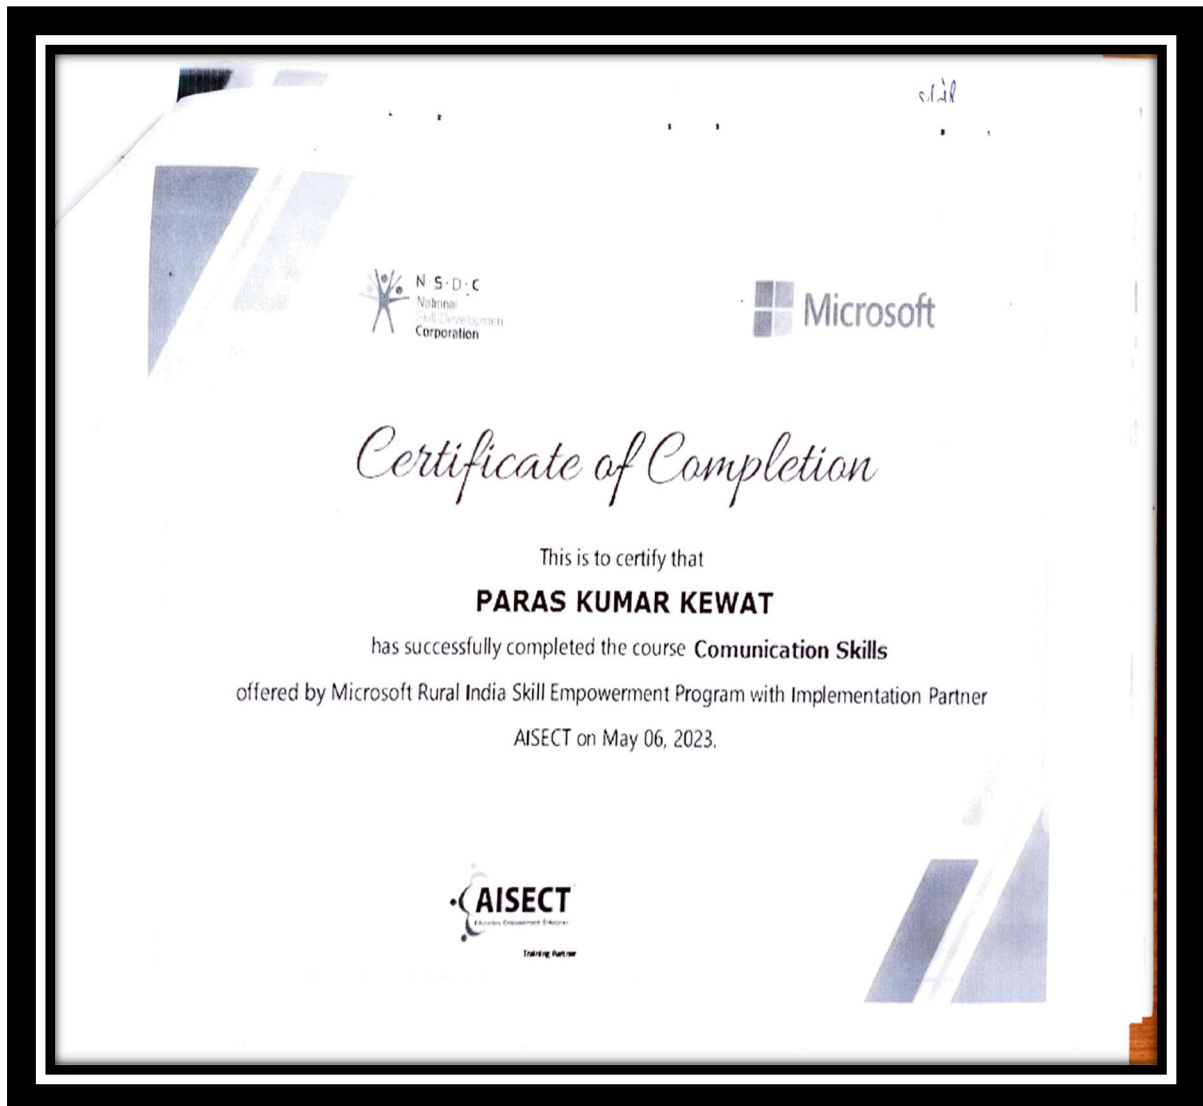 N·S·D·C
National
Skill Development
Corporation
Microsoft
Certificate of Completion
This is to certify that
PARAS KUMAR KEWAT
has successfully completed the course Comunication Skills
offered by Microsoft Rural India Skill Empowerment Program with Implementation Partner
AISECT on May 06, 2023.
AISECT
Training Partner